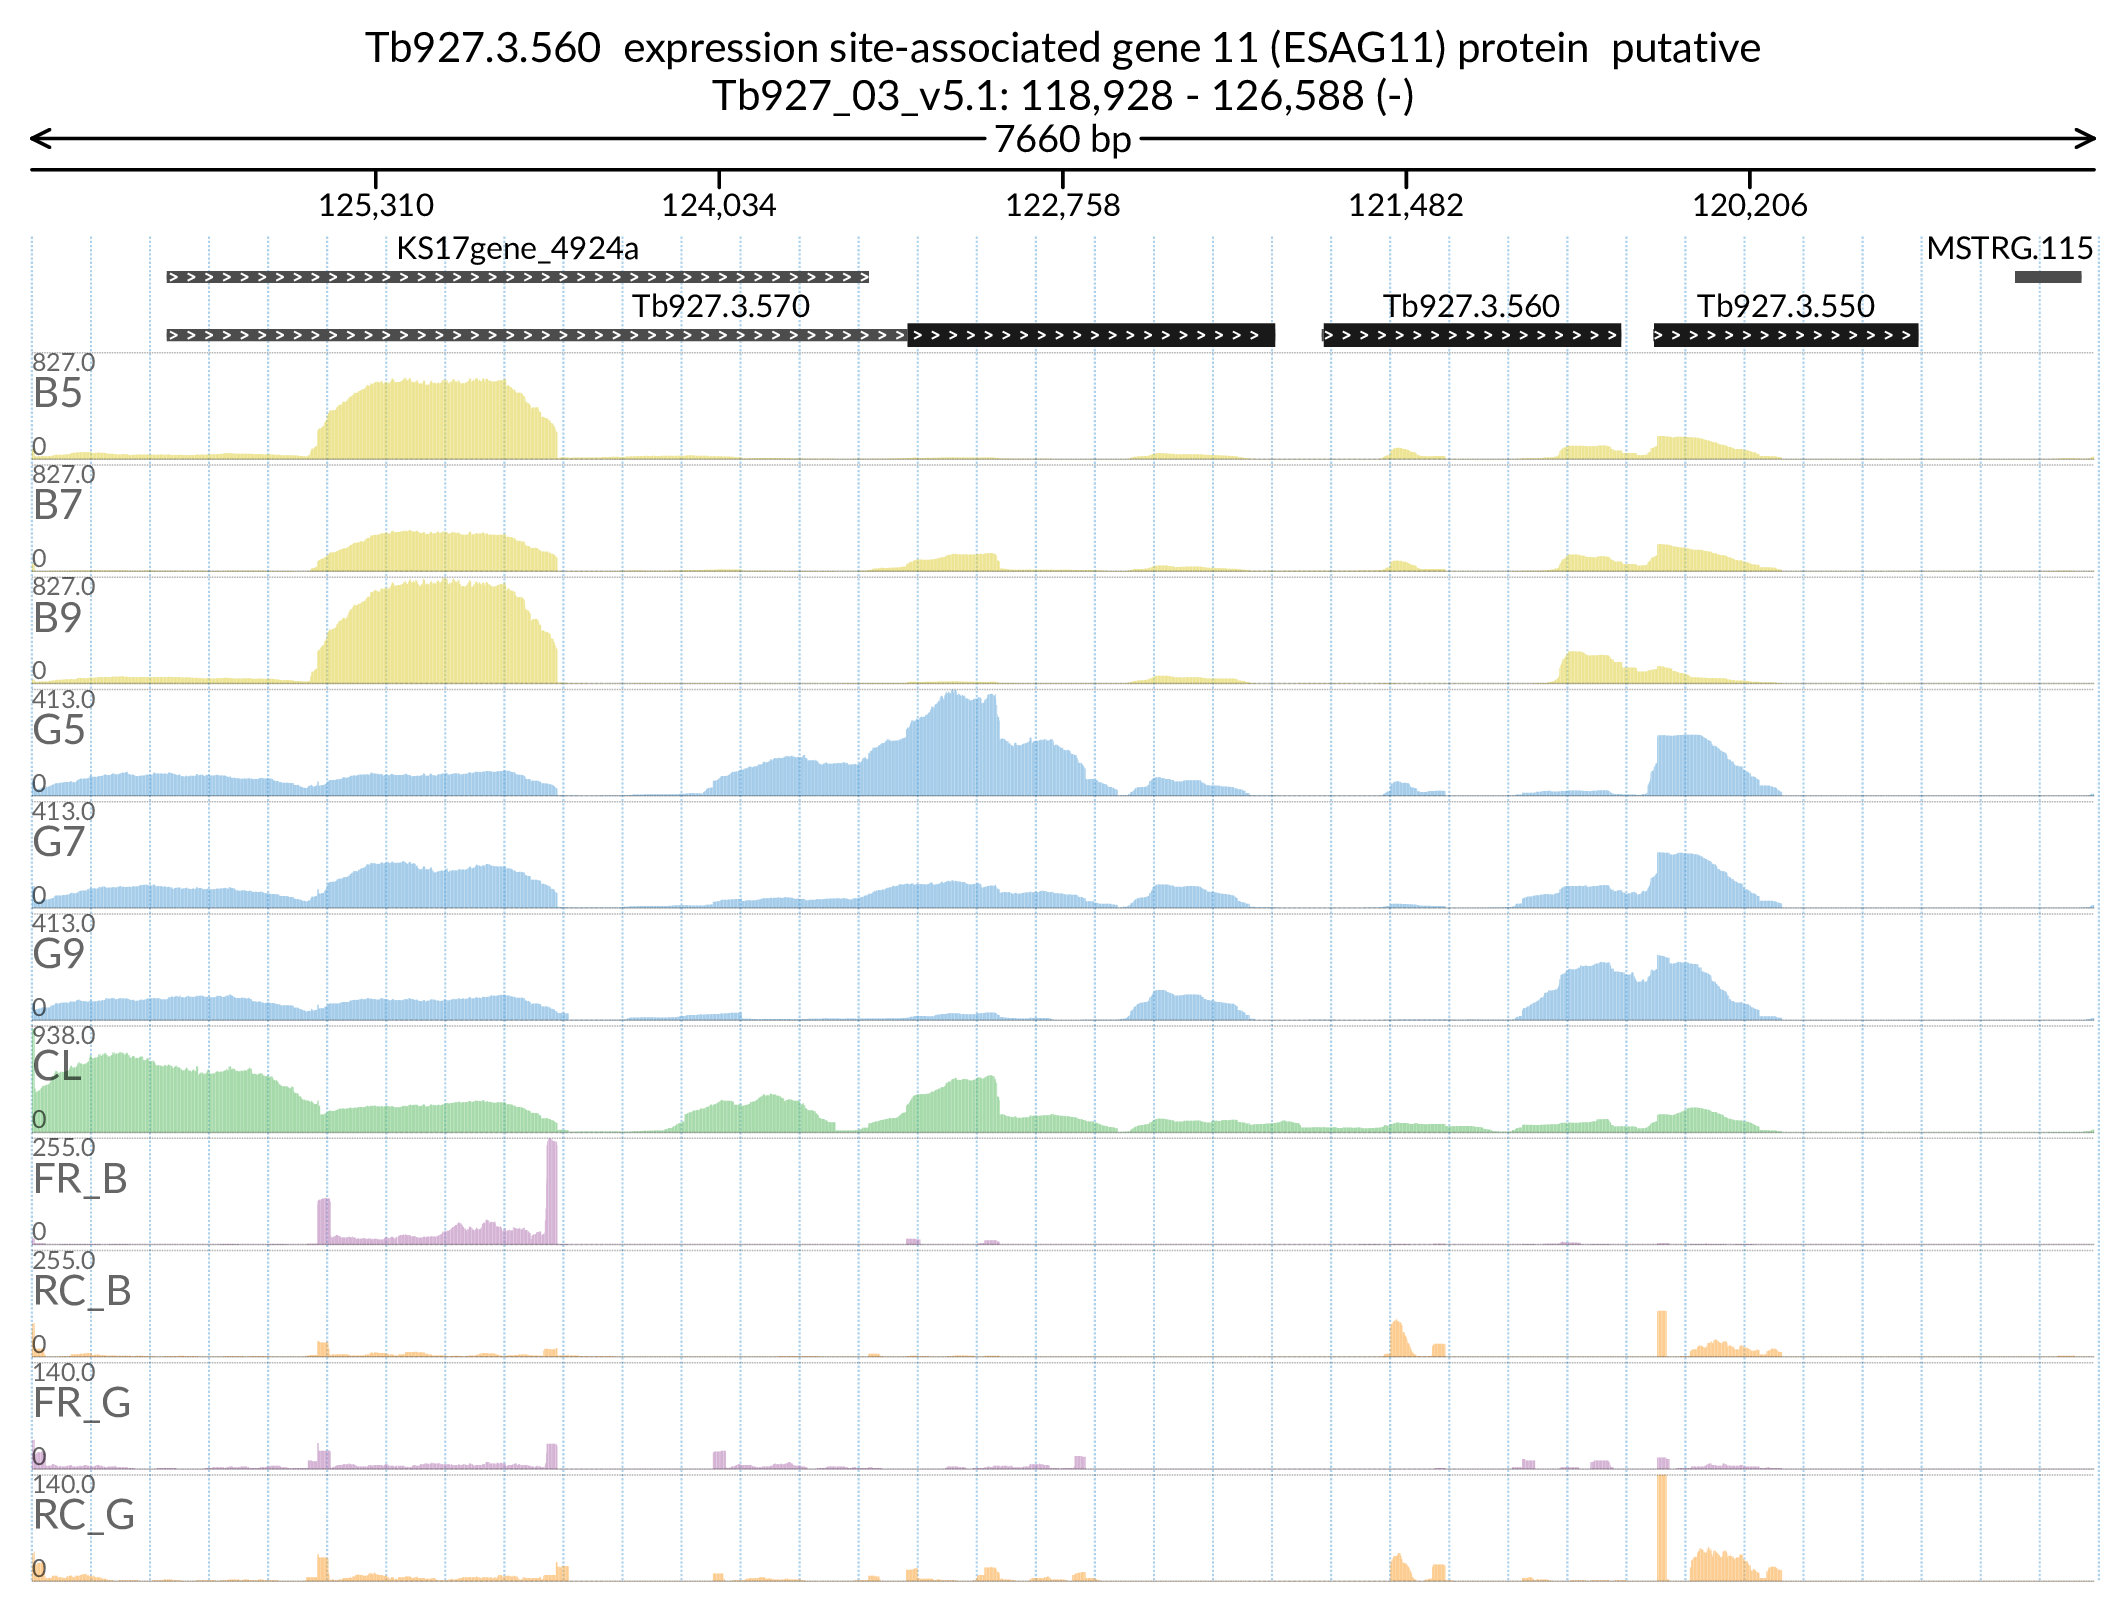 Tb927.3.560  expression site-associated gene 11 (ESAG11) protein  putative
Tb927_03_v5.1: 118,928 - 126,588 (-)
7660 bp
125,310 124,034 122,758 121,482 120,206
KS17gene_4924a MSTRG.115
Tb927.3.570 Tb927.3.560 Tb927.3.550
827.0
B5
0
827.0
B7
0
827.0
B9
0
413.0
G5
0
413.0
G7
0
413.0
G9
0
938.0
CL
0
255.0
FR_B
0
255.0
RC_B
0
140.0
FR_G
0
140.0
RC_G
0